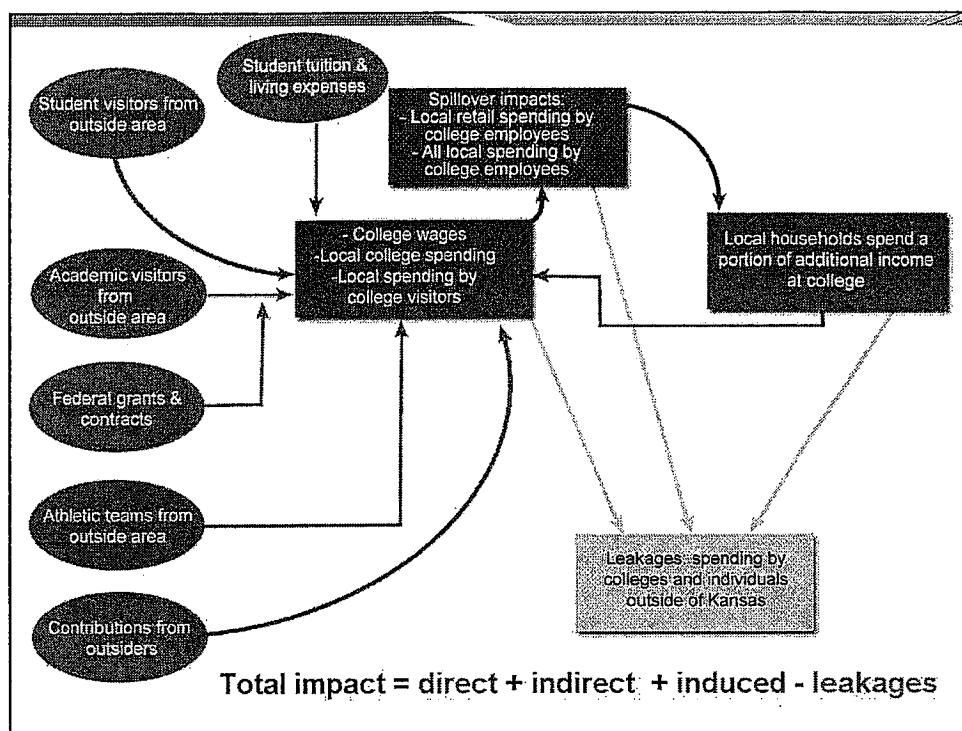 Student tuition &
living expenses
Student visitors from
outside area
Spillover impacts:
- Local retail spending by
college employees
- All local spending by
college employees
- College wages
-Local college spending
-Local spending by
college visitors
Local households spend a
portion of additional income
at college
Academic visitors
from
outside area
Federal grants &
contracts
Athletic teams from
outside area
Leakages: spending by
colleges and individuals
outside of Kansas
Contributions from
outsiders
Total impact = direct + indirect + induced - leakages